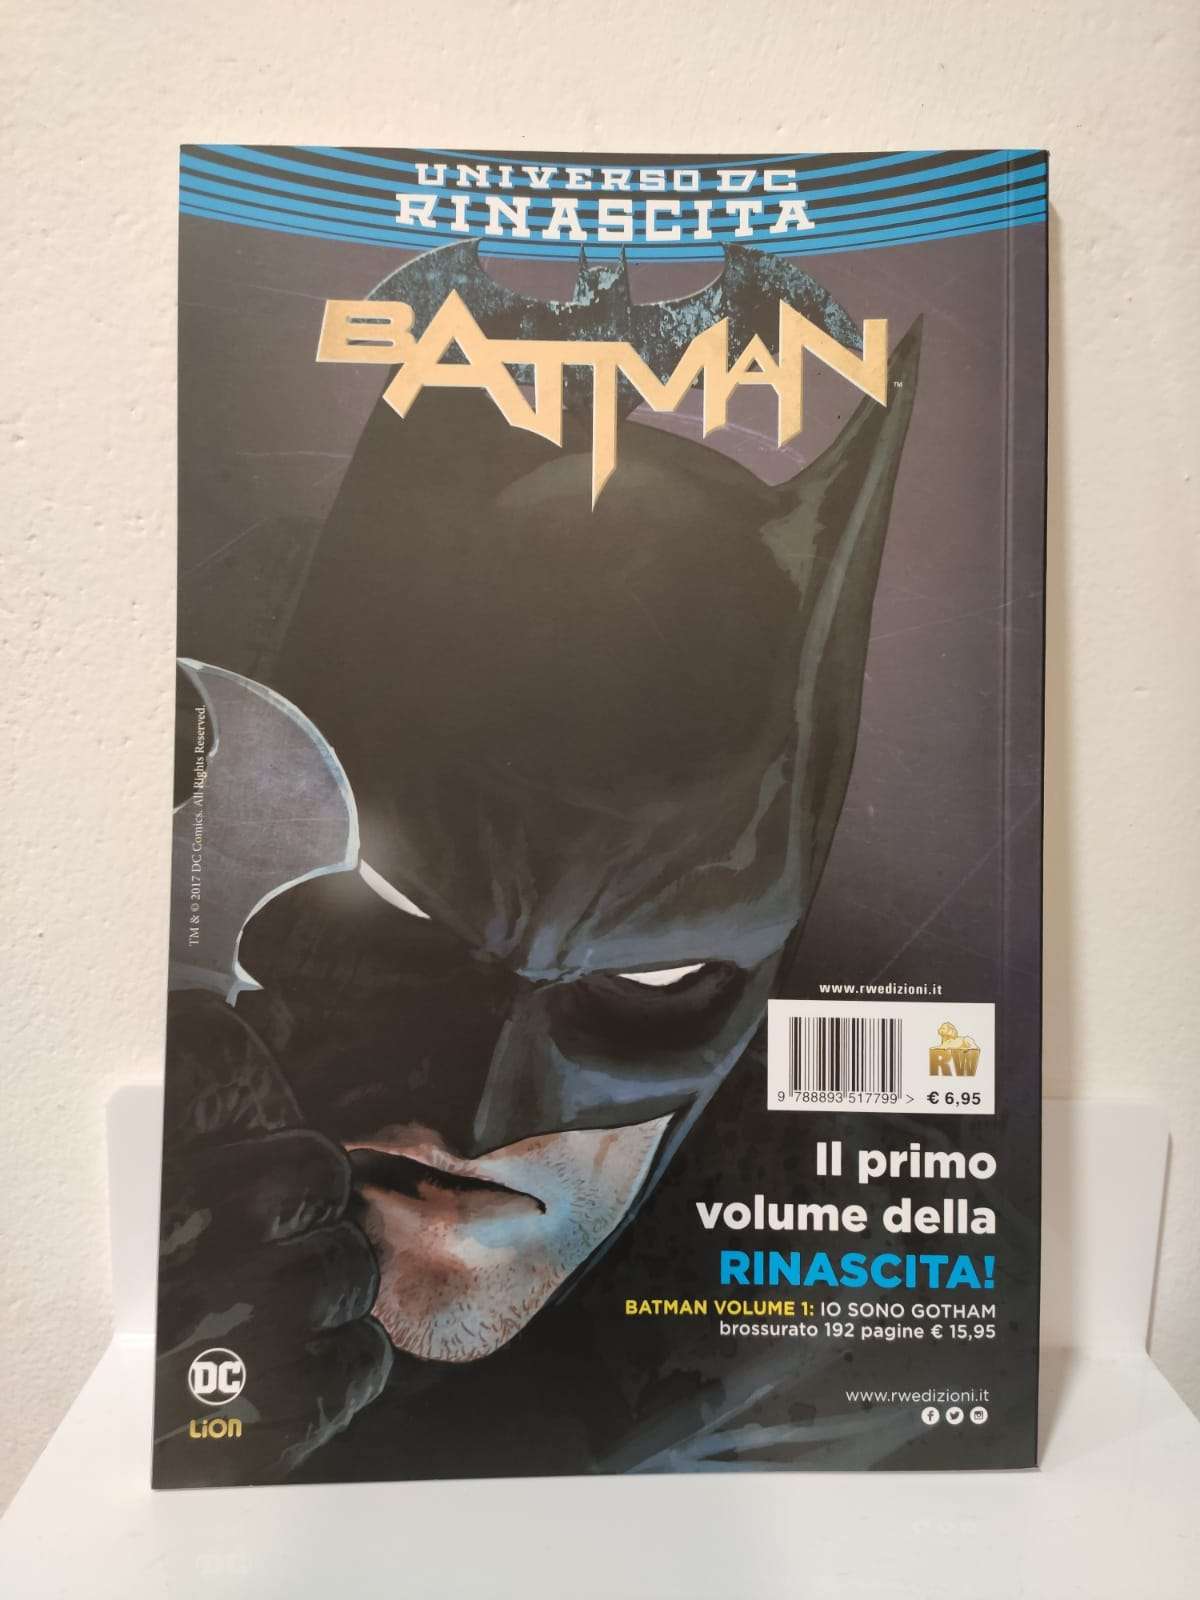 UNIVERSO DC
RINASCITA
BATMAN™
TM & © 2017 DC Comics. All Rights Reserved.
www.rwedizioni.it
RW
9 788893 517799 >
€ 6,95
Il primo
volume della
RINASCITA!
BATMAN VOLUME 1: IO SONO GOTHAM
brossurato 192 pagine € 15,95
DC
LION
www.rwedizioni.it